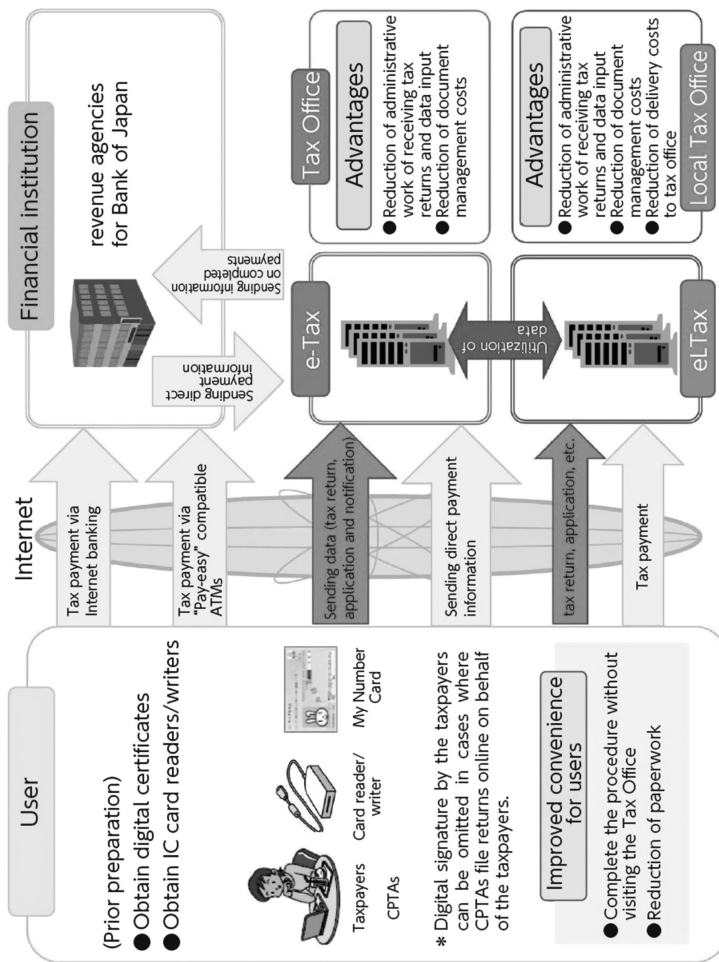 User
(Prior preparation)
● Obtain digital certificates
● Obtain IC card readers/writers
Taxpayers
CPTAs
Card reader/
writer
My Number
Card
* Digital signature by the taxpayers
can be omitted in cases where
CPTAs file returns online on behalf
of the taxpayers.
Improved convenience
for users
● Complete the procedure without
visiting the Tax Office
● Reduction of paperwork
Internet
Tax payment via
Internet banking
Tax payment via
"Pay-easy" compatible
ATMs
Sending data (tax return,
application and notification)
Sending direct payment
information
tax return, application, etc.
Tax payment
Financial institution
revenue agencies
for Bank of Japan
Sending direct
payment
information
Sending information
on completed
payments
e-Tax
Utilization of
data
eLTax
Tax Office
Advantages
● Reduction of administrative
work of receiving tax
returns and data input
● Reduction of document
management costs
Advantages
● Reduction of administrative
work of receiving tax
returns and data input
● Reduction of document
management costs
● Reduction of delivery costs
to tax office
Local Tax Office